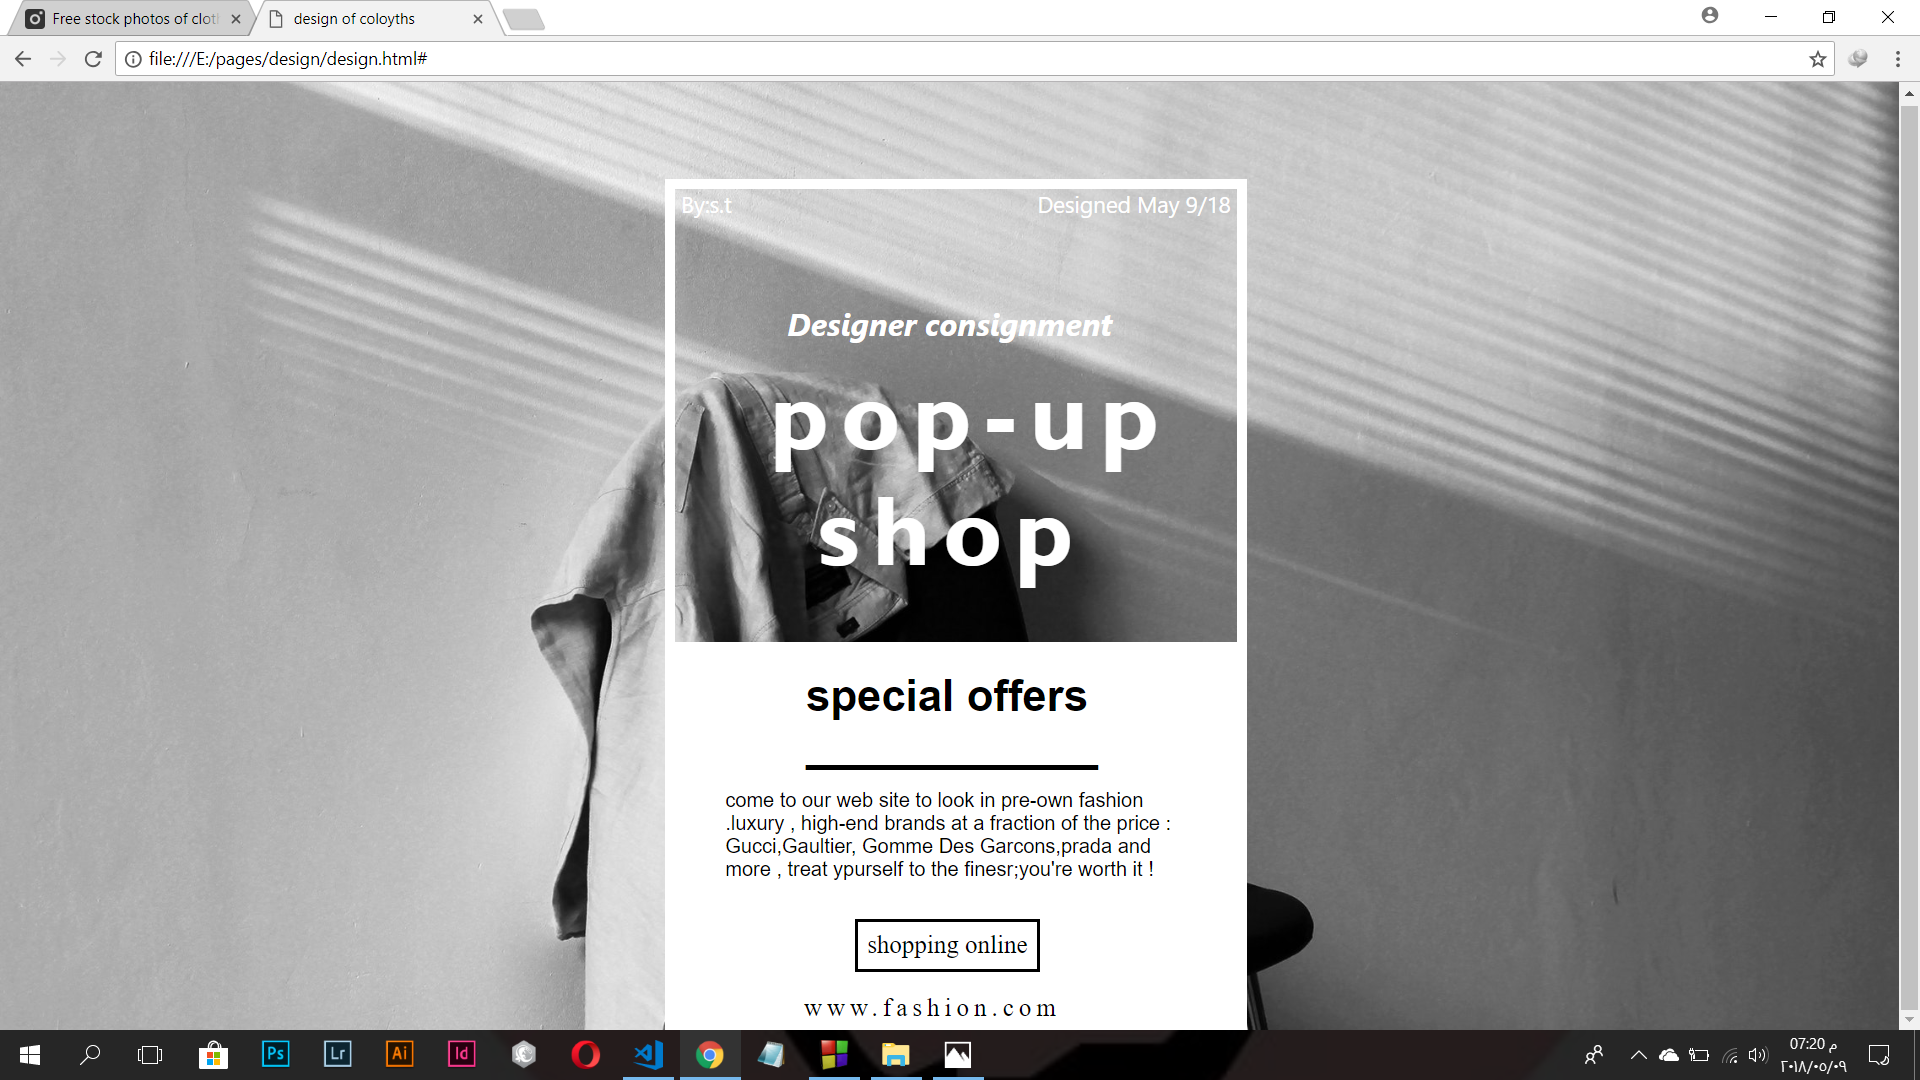 Free stock photos of clot
design of coloyths
file:///E:/pages/design/design.html#
By:s.t
Designed May 9/18
Designer consignment
pop-up
shop
special offers
come to our web site to look in pre-own fashion
.luxury , high-end brands at a fraction of the price :
Gucci,Gaultier, Gomme Des Garcons,prada and
more , treat ypurself to the finesr;you're worth it !
shopping online
www.fashion.com
Ps
Lr
Ai
Id
07:20 م
٢٠١٨/٠٥/٠٩